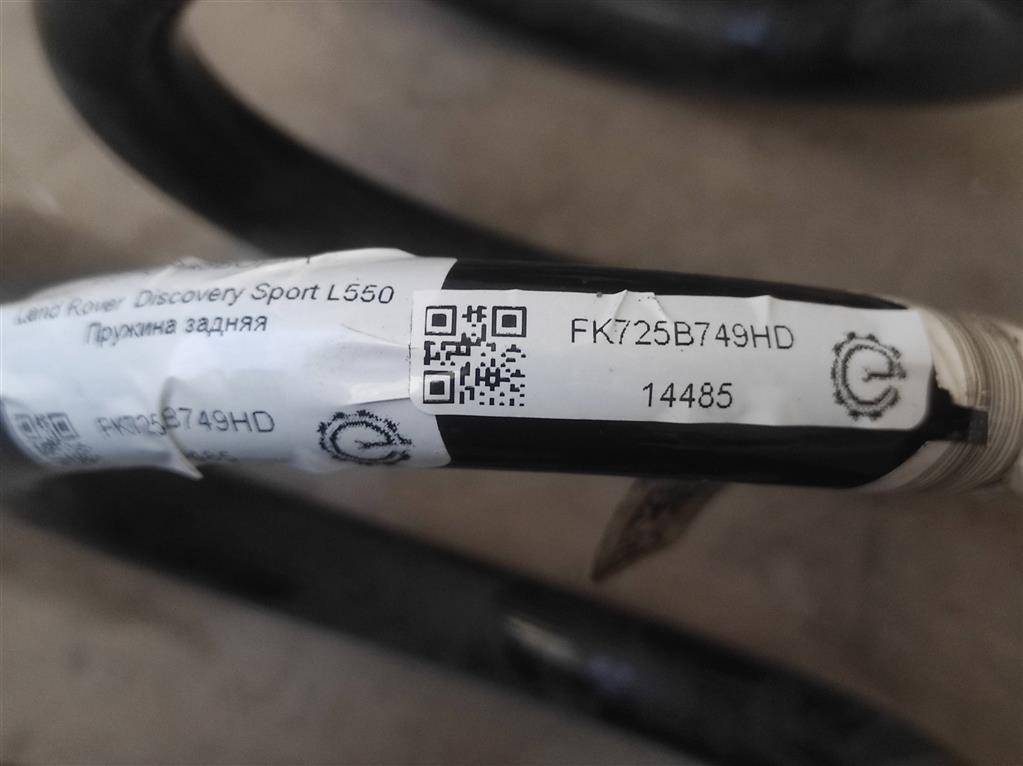 Land Rover Discovery Sport L550
Пружина задняя
FK725B749HD
FK725B749HD
14485